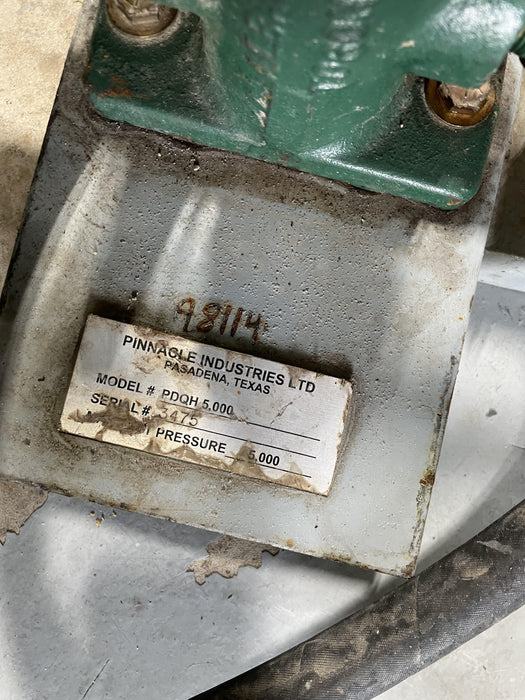 98114
PINNACLE INDUSTRIES LTD
PASADENA, TEXAS
MODEL # PDQH 5.000
SERIAL # 3475
PRESSURE 5.000